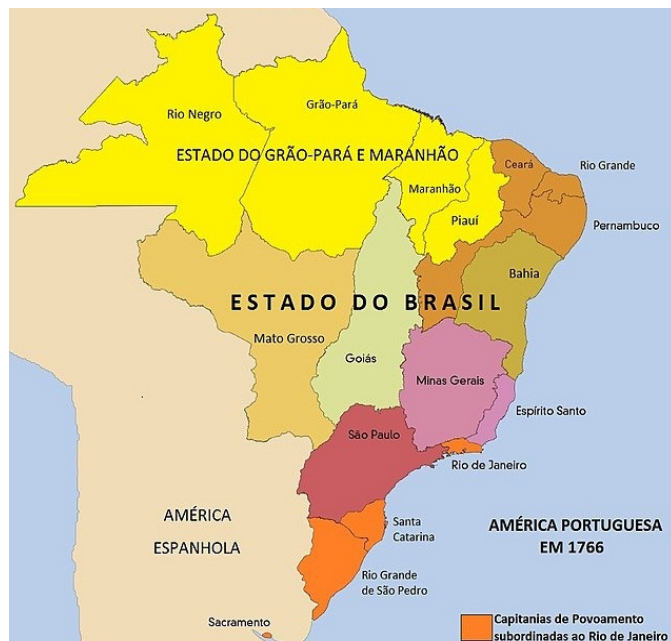 Rio Negro
Grão-Pará
ESTADO DO GRÃO-PARÁ E MARANHÃO
Maranhão
Piauí
Ceará
Rio Grande
Pernambuco
Bahia
ESTADO DO BRASIL
Mato Grosso
Goiás
Minas Gerais
Espírito Santo
São Paulo
Rio de Janeiro
AMÉRICA
ESPANHOLA
Santa
Catarina
AMÉRICA PORTUGUESA
EM 1766
Rio Grande
de São Pedro
Sacramento
Capitanias de Povoamento
subordinadas ao Rio de Janeiro